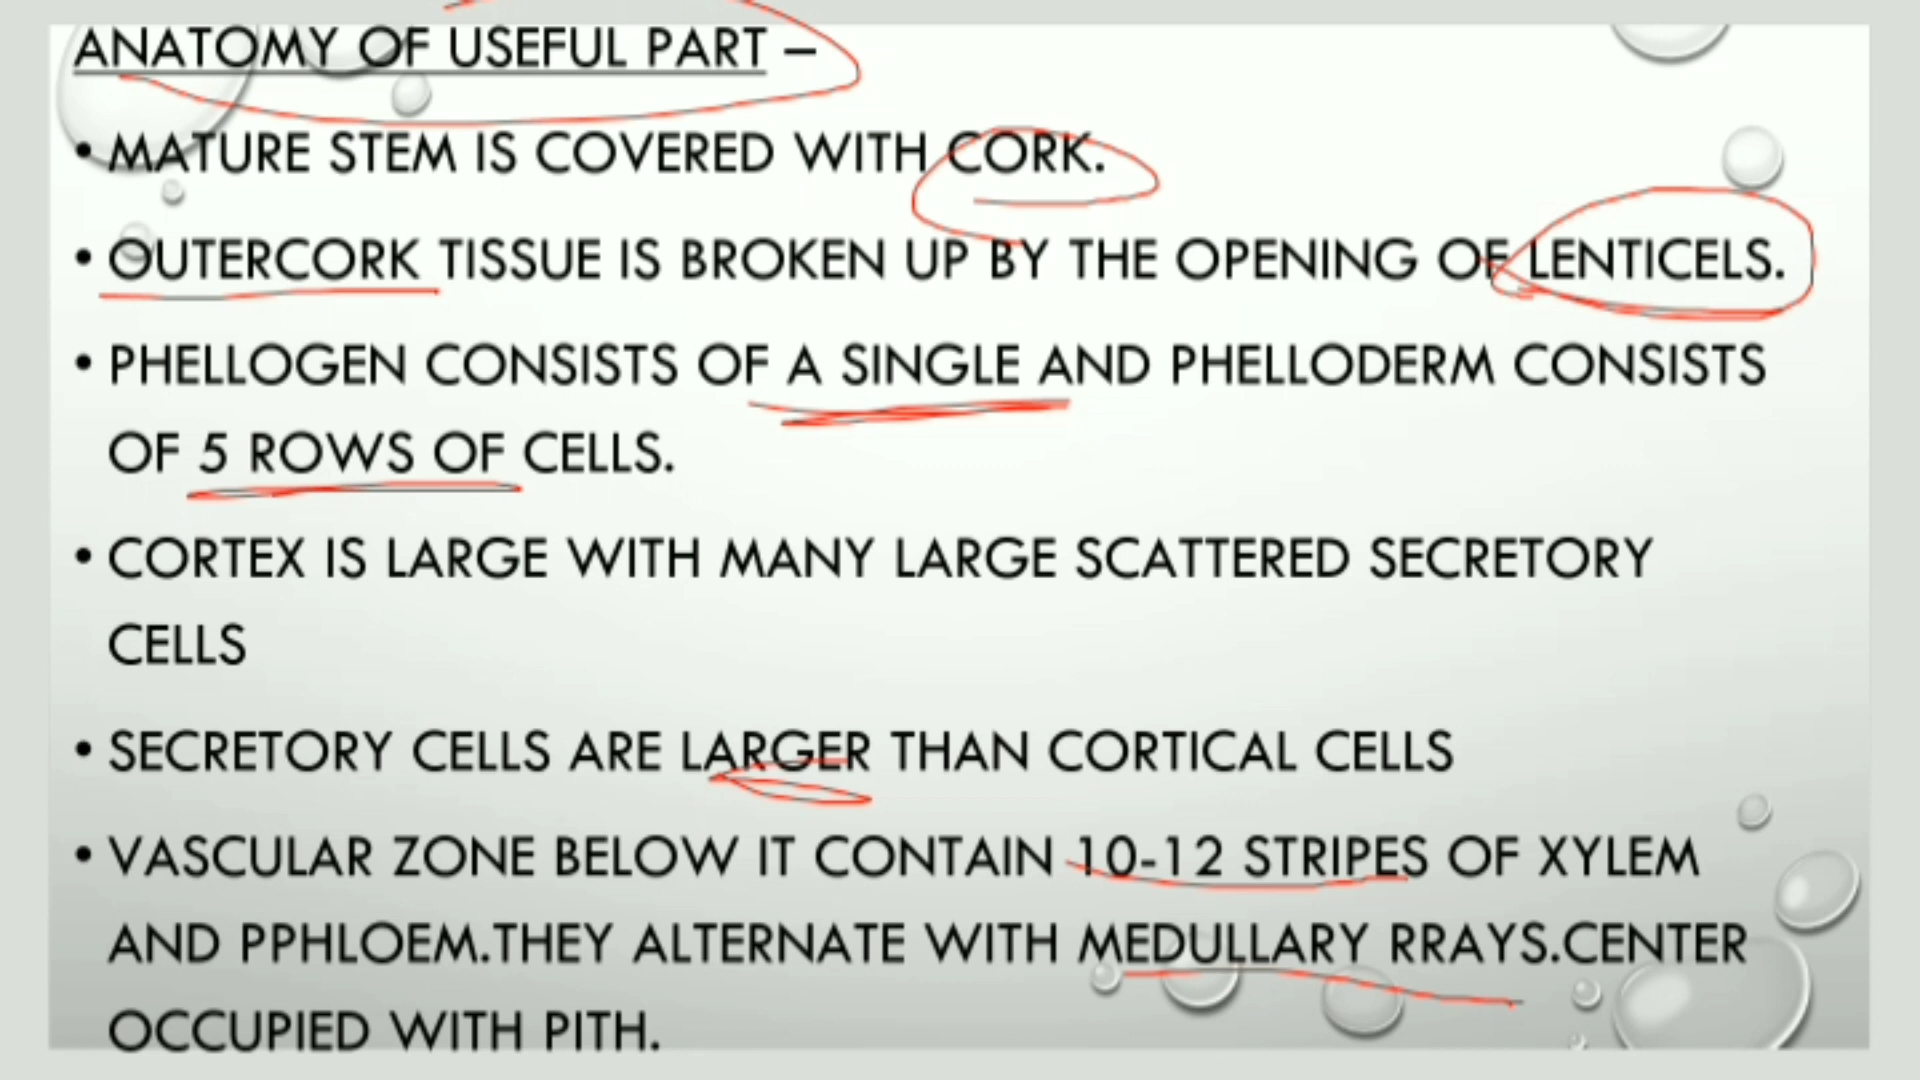 ANATOMY OF USEFUL PART –
• MATURE STEM IS COVERED WITH CORK.
• OUTERCORK TISSUE IS BROKEN UP BY THE OPENING OF LENTICELS.
• PHELLOGEN CONSISTS OF A SINGLE AND PHELLODERM CONSISTS
OF 5 ROWS OF CELLS.
• CORTEX IS LARGE WITH MANY LARGE SCATTERED SECRETORY
CELLS
• SECRETORY CELLS ARE LARGER THAN CORTICAL CELLS
• VASCULAR ZONE BELOW IT CONTAIN 10-12 STRIPES OF XYLEM
AND PPHLOEM.THEY ALTERNATE WITH MEDULLARY RRAYS.CENTER
OCCUPIED WITH PITH.